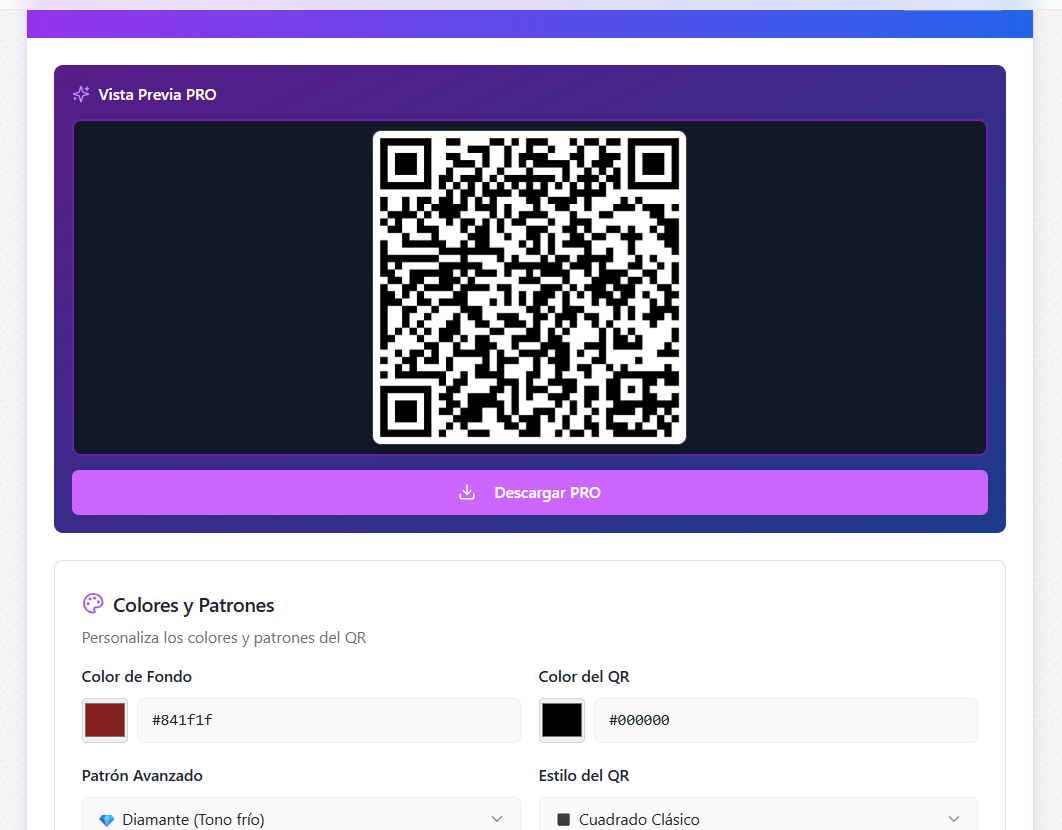 Vista Previa PRO
Descargar PRO
Colores y Patrones
Personaliza los colores y patrones del QR
Color de Fondo
Color del QR
#841f1f
#000000
Patrón Avanzado
Estilo del QR
Diamante (Tono frío)
Cuadrado Clásico